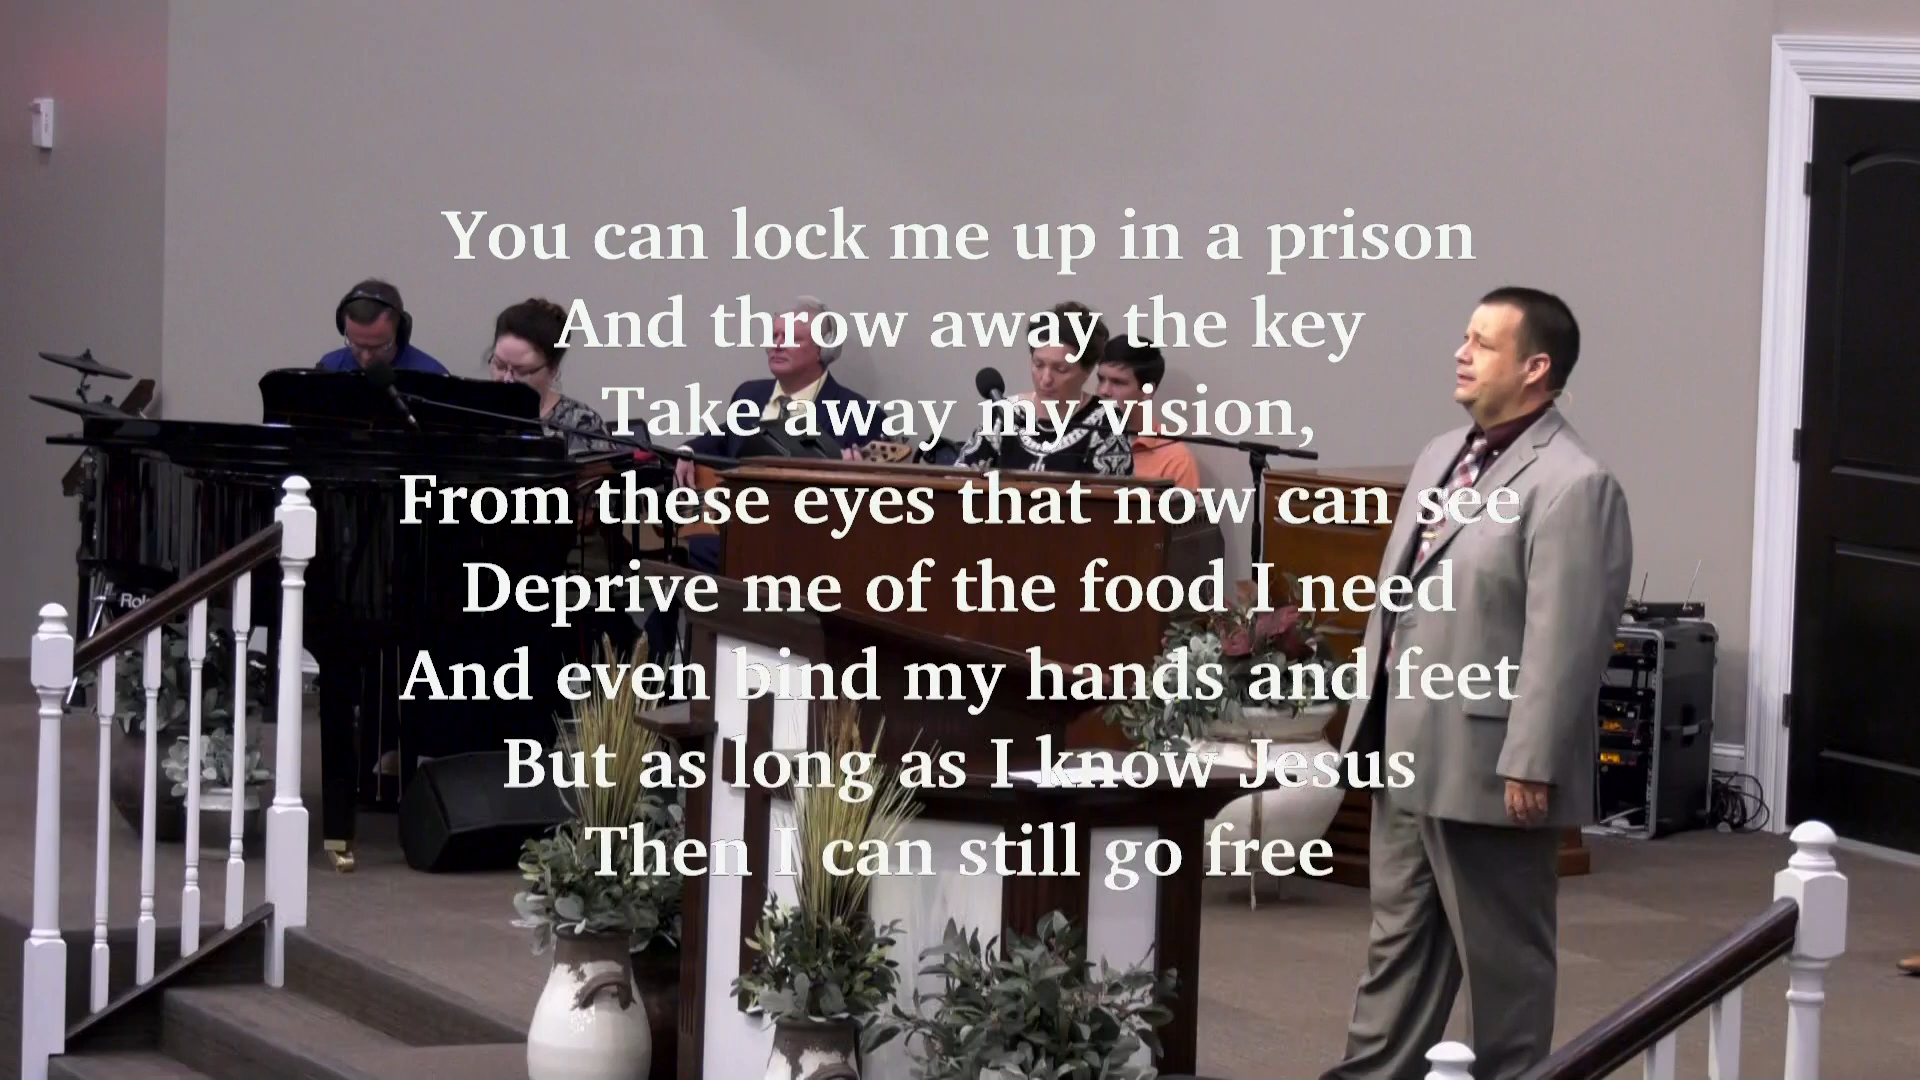 You can lock me up in a prison
And throw away the key
Take away my vision,
From these eyes that now can see
Deprive me of the food I need
And even bind my hands and feet
But as long as I know Jesus
Then I can still go free